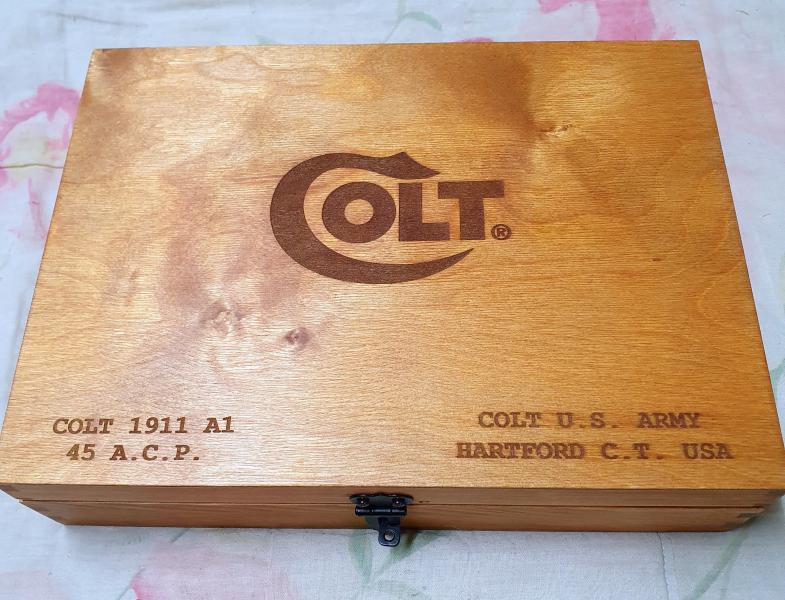 COLT®
COLT 1911 A1
45 A.C.P.
COLT U.S. ARMY
HARTFORD C.T. USA